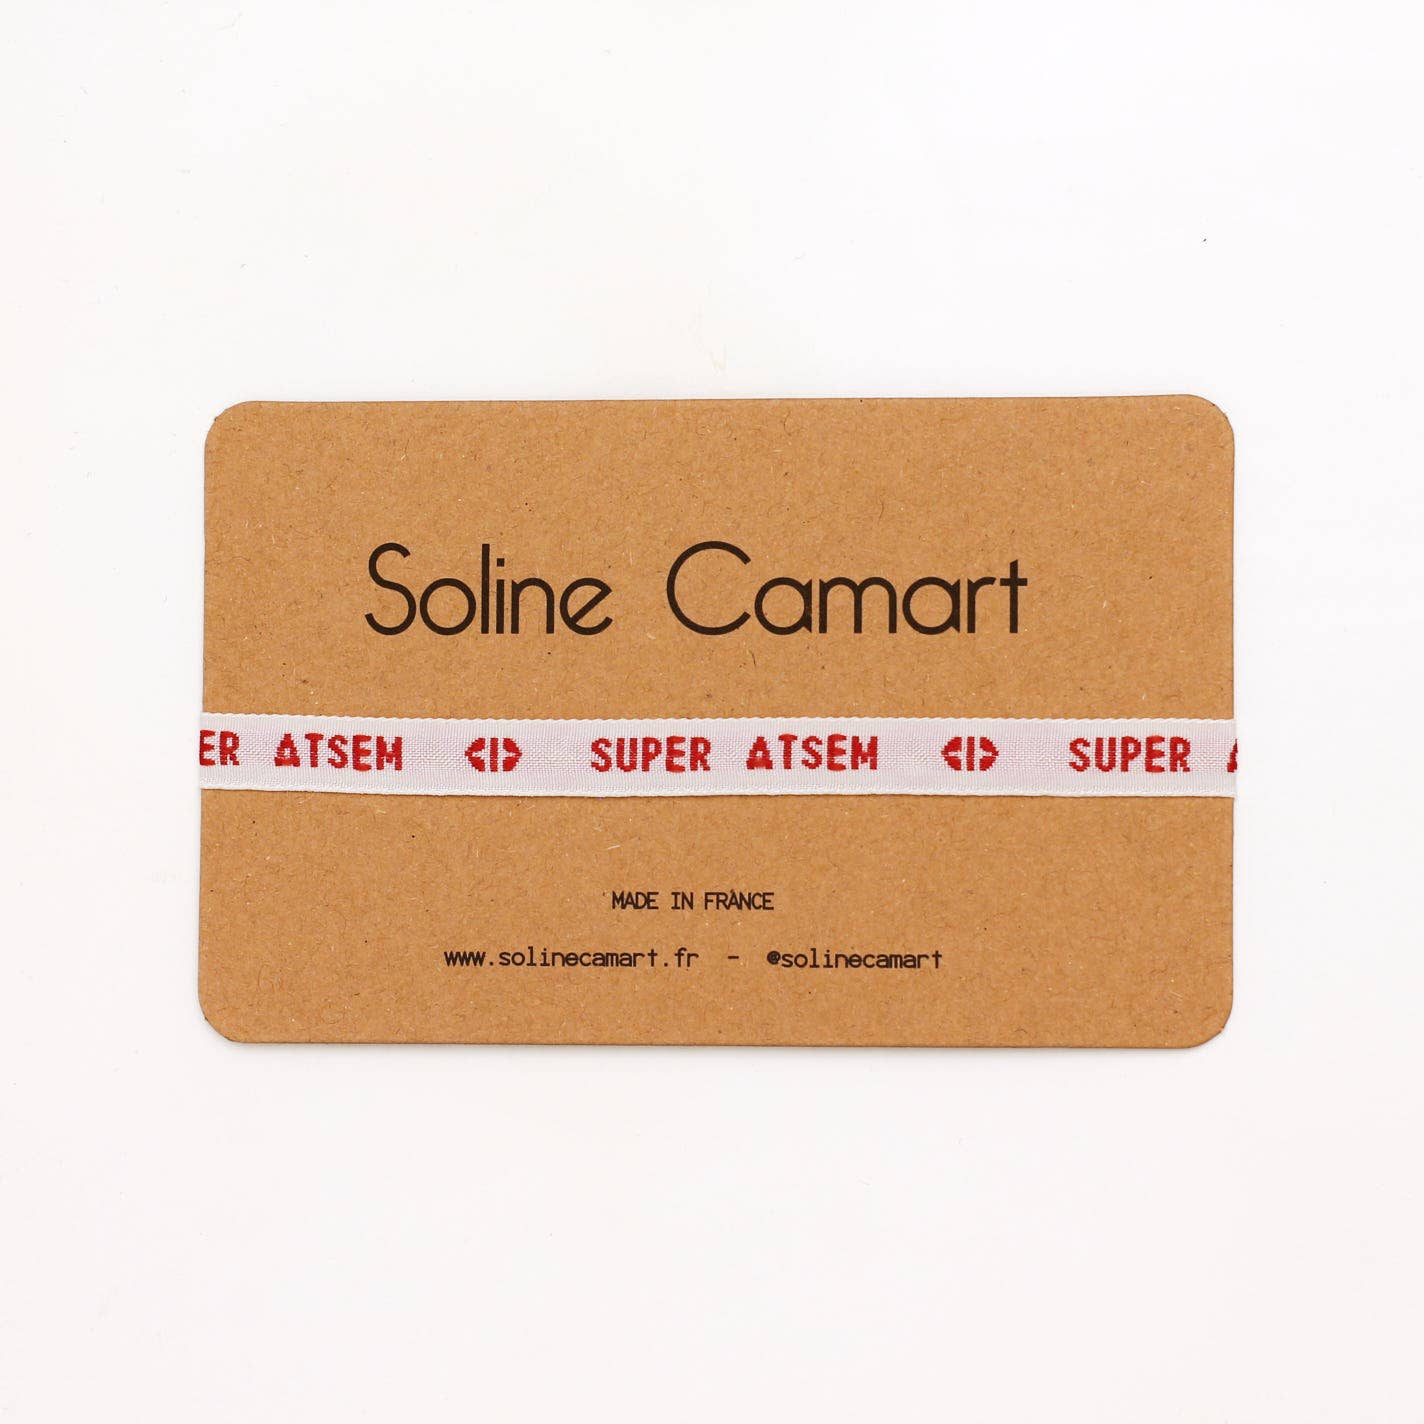 Soline Camart
ER ATSEM <|> SUPER ATSEM <|> SUPER A
MADE IN FRANCE
www.solinecamart.fr - @solinecamart